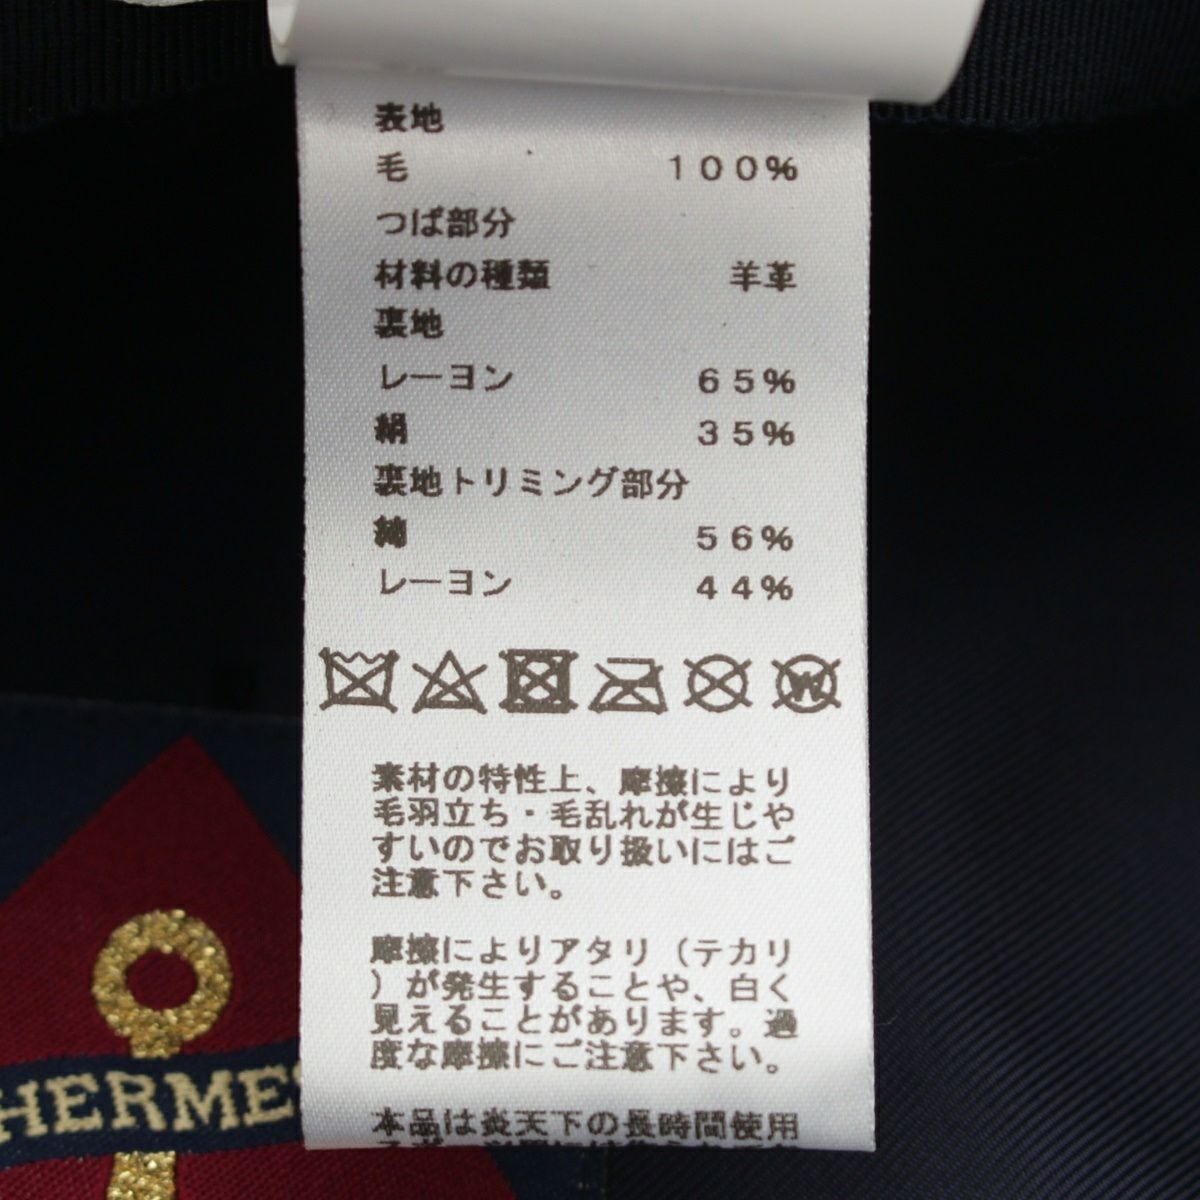 表地
毛 100%
つば部分
材料の種類 羊革
裏地
レーヨン 65%
絹 35%
裏地トリミング部分
綿 56%
レーヨン 44%
W
素材の特性上、摩擦により
毛羽立ち・毛乱れが生じや
すいのでお取り扱いにはご
注意下さい。
摩擦によりアタリ（テカリ
）が発生することや、白く
見えることがあります。過
度な摩擦にご注意下さい。
本品は炎天下の長時間使用
HERMES